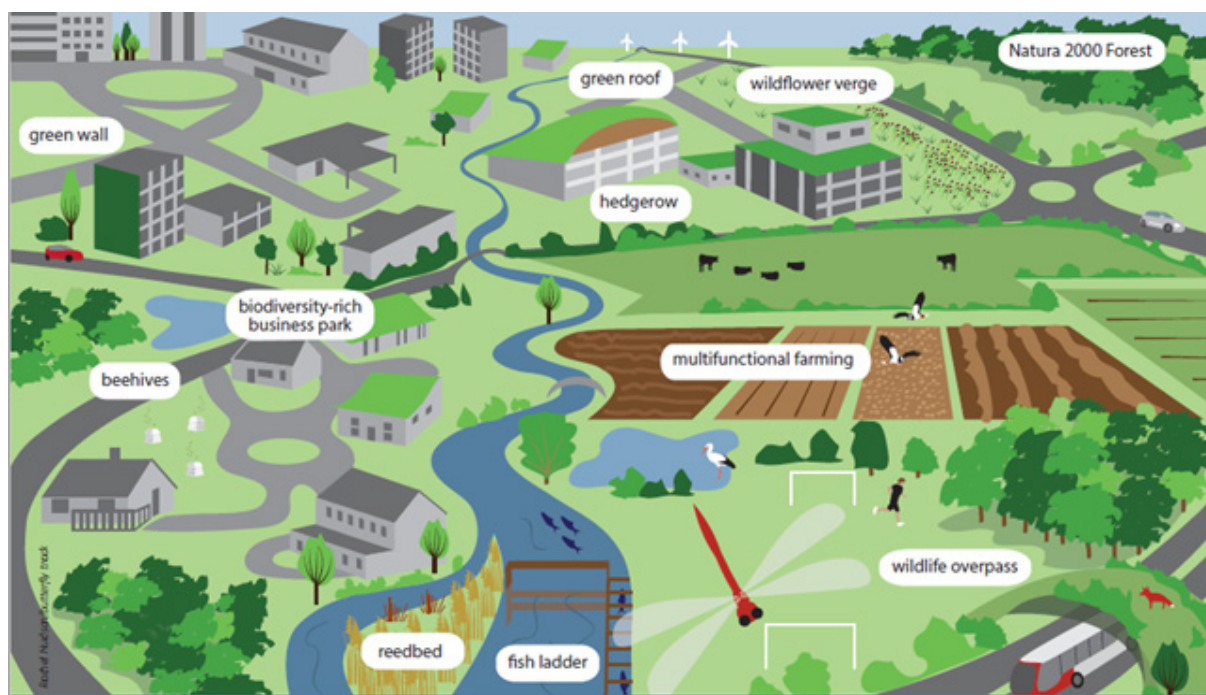 Natura 2000 Forest
green roof
wildflower verge
green wall
hedgerow
biodiversity-rich
business park
multifunctional farming
beehives
wildlife overpass
reedbed
fish ladder